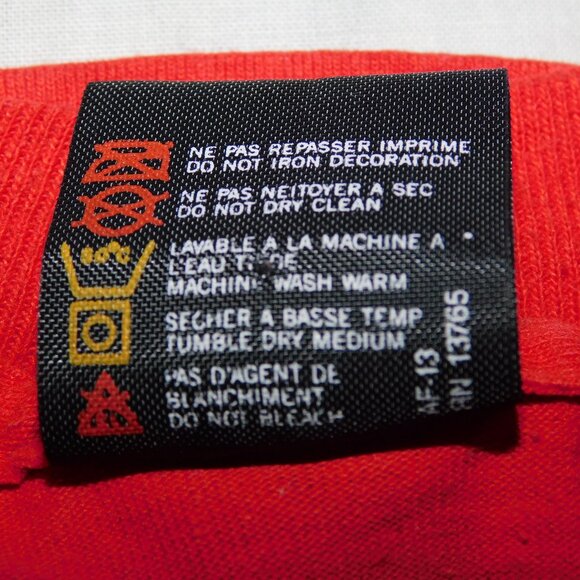 NE PAS REPASSER IMPRIME
DO NOT IRON DECORATION
NE PAS NEITOYER A SEC
DO NOT DRY CLEAN
LAVABLE A LA MACHINE A
L'EAU
MACHINE WASH WARM
SECHER A BASSE TEMP
TUMBLE DRY MEDIUM
PAS D'AGENT DE
BLANCHIMENT
DO NOT BLEACH
AF-13
13765